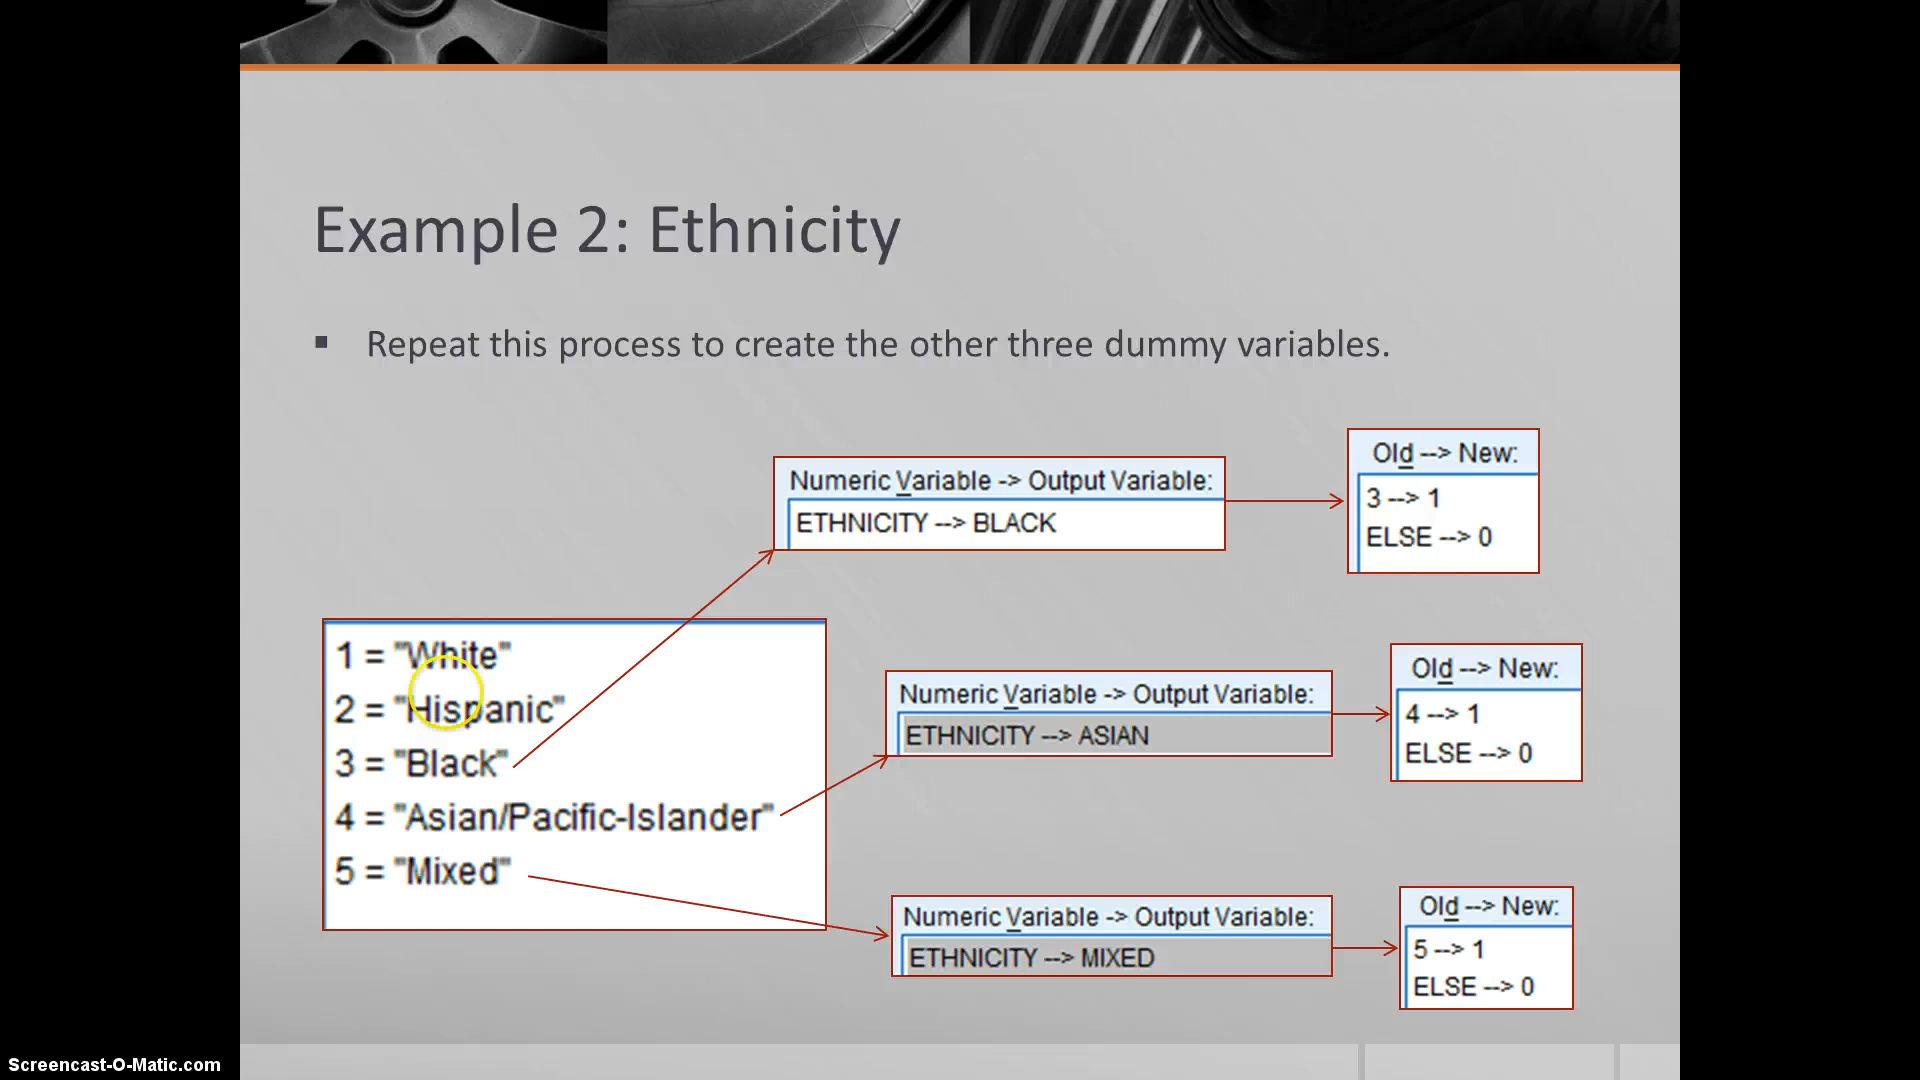 Example 2: Ethnicity
▪ Repeat this process to create the other three dummy variables.
Numeric Variable -> Output Variable:
ETHNICITY --> BLACK
Old --> New:
3 --> 1
ELSE --> 0
1 = "White"
2 = "Hispanic"
3 = "Black"
4 = "Asian/Pacific-Islander"
5 = "Mixed"
Numeric Variable -> Output Variable:
ETHNICITY --> ASIAN
Old --> New:
4 --> 1
ELSE --> 0
Numeric Variable -> Output Variable:
ETHNICITY --> MIXED
Old --> New:
5 --> 1
ELSE --> 0
Screencast-O-Matic.com